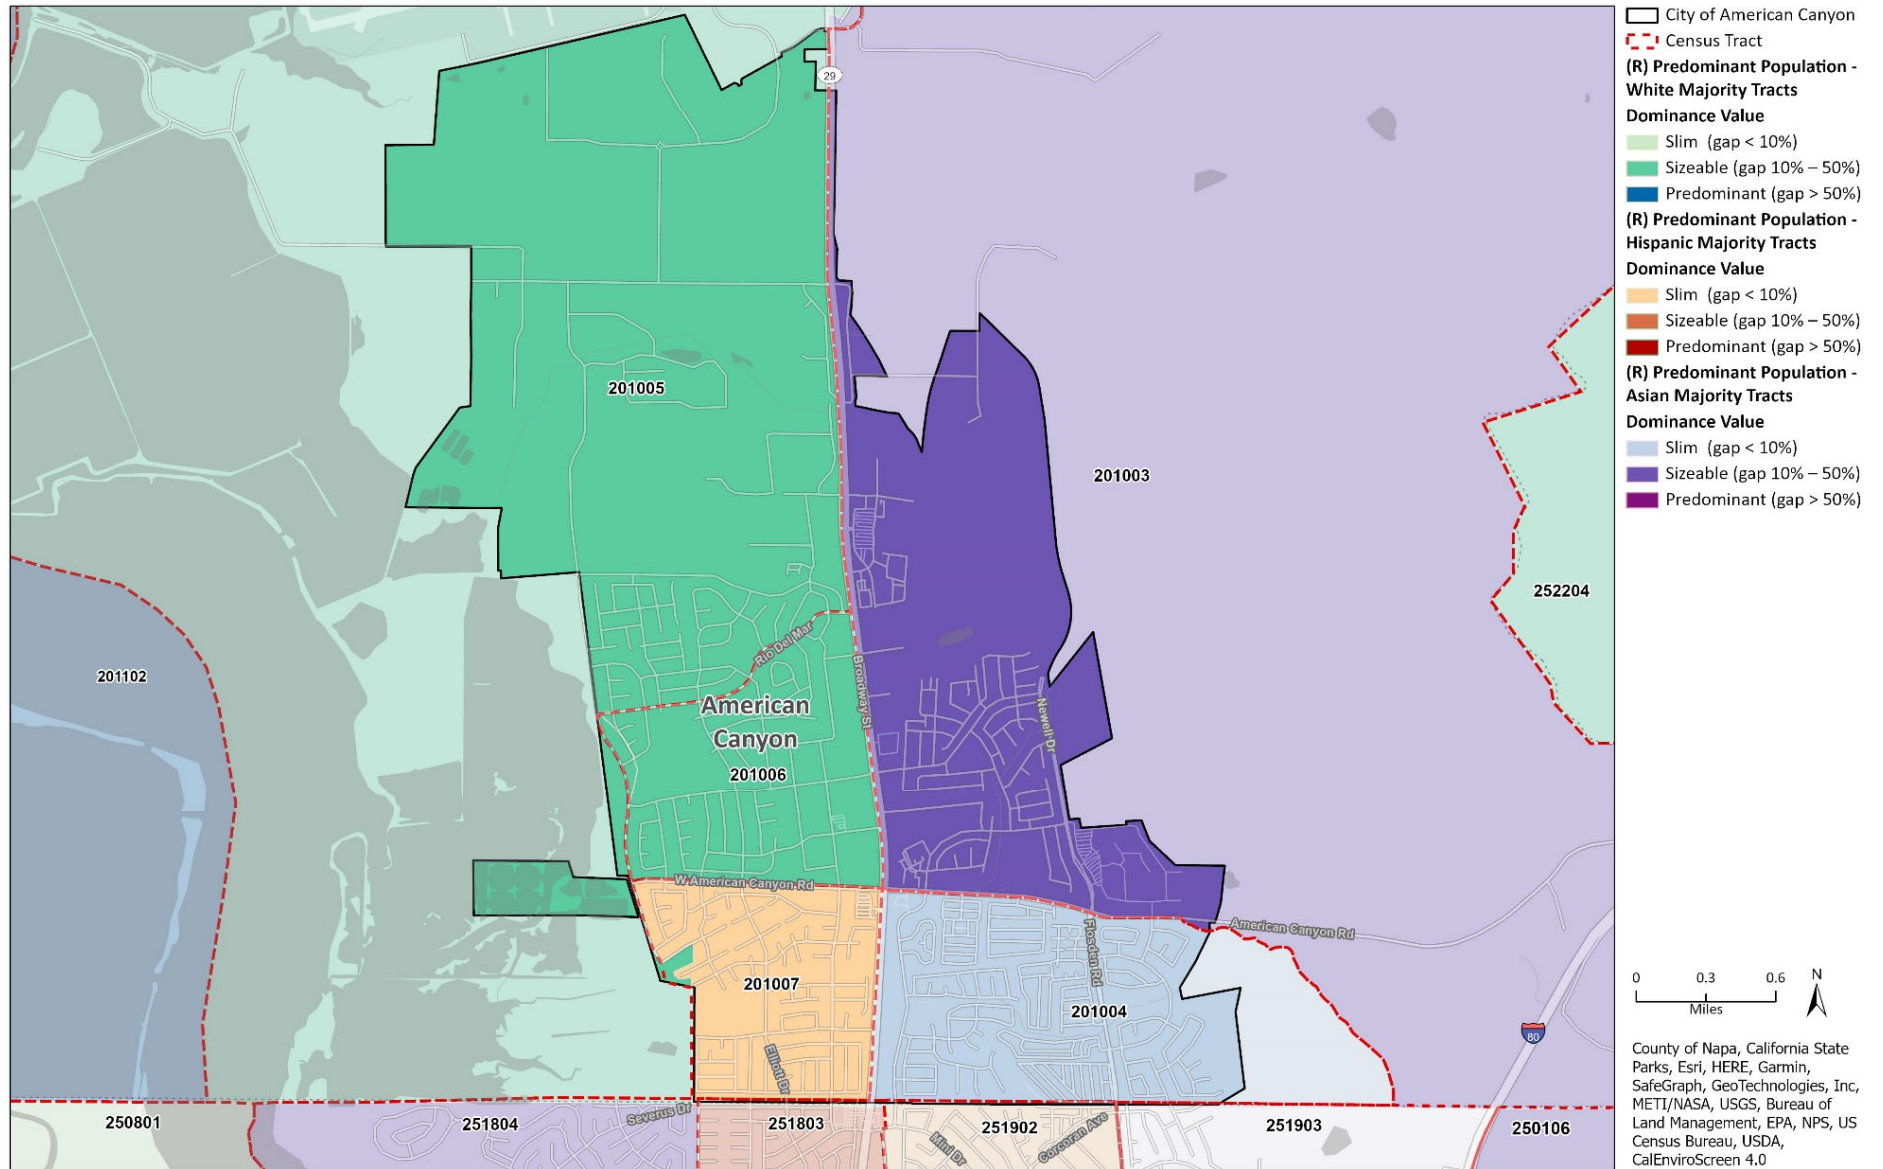 City of American Canyon
Census Tract
(R) Predominant Population -
White Majority Tracts
Dominance Value
Slim (gap < 10%)
Sizeable (gap 10% – 50%)
Predominant (gap > 50%)
(R) Predominant Population -
Hispanic Majority Tracts
Dominance Value
Slim (gap < 10%)
Sizeable (gap 10% – 50%)
Predominant (gap > 50%)
(R) Predominant Population -
Asian Majority Tracts
Dominance Value
Slim (gap < 10%)
Sizeable (gap 10% – 50%)
Predominant (gap > 50%)
29
201005
201003
252204
201102
Rio Del Mar
Broadway St
Newell Dr
American
Canyon
201006
W American Canyon Rd
American Canyon Rd
Flosden Rd
201007
201004
Elliott Dr
80
250801
251804
Severus Dr
251803
251902
Mini Dr
Corcoran Ave
251903
250106
0 0.3 0.6
Miles
N
County of Napa, California State
Parks, Esri, HERE, Garmin,
SafeGraph, GeoTechnologies, Inc,
METI/NASA, USGS, Bureau of
Land Management, EPA, NPS, US
Census Bureau, USDA,
CalEnviroScreen 4.0